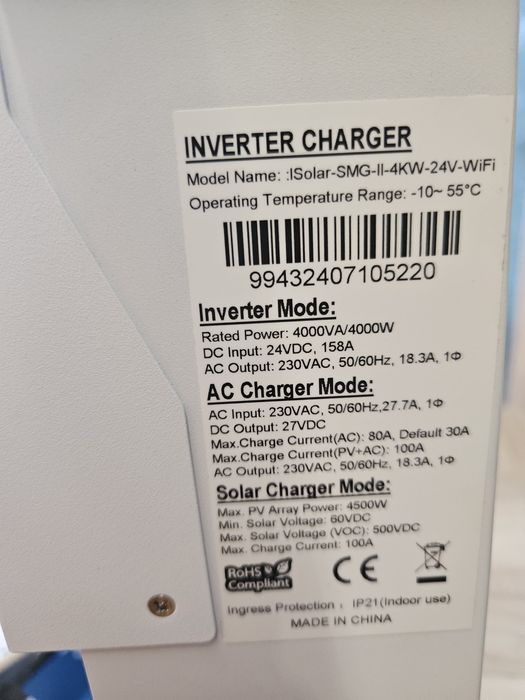 INVERTER CHARGER
Model Name: :ISolar-SMG-II-4KW-24V-WiFi
Operating Temperature Range: -10~ 55°C
99432407105220
Inverter Mode:
Rated Power: 4000VA/4000W
DC Input: 24VDC, 158A
AC Output: 230VAC, 50/60Hz, 18.3A, 1Φ
AC Charger Mode:
AC Input: 230VAC, 50/60Hz,27.7A, 1Φ
DC Output: 27VDC
Max.Charge Current(AC): 80A, Default 30A
Max.Charge Current(PV+AC): 100A
AC Output: 230VAC, 50/60Hz, 18.3A, 1Φ
Solar Charger Mode:
Max. PV Array Power: 4500W
Min. Solar Voltage: 60VDC
Max. Solar Voltage (VOC): 500VDC
Max. Charge Current: 100A
RoHS
Compliant
CE
Ingress Protection : IP21(Indoor use)
MADE IN CHINA